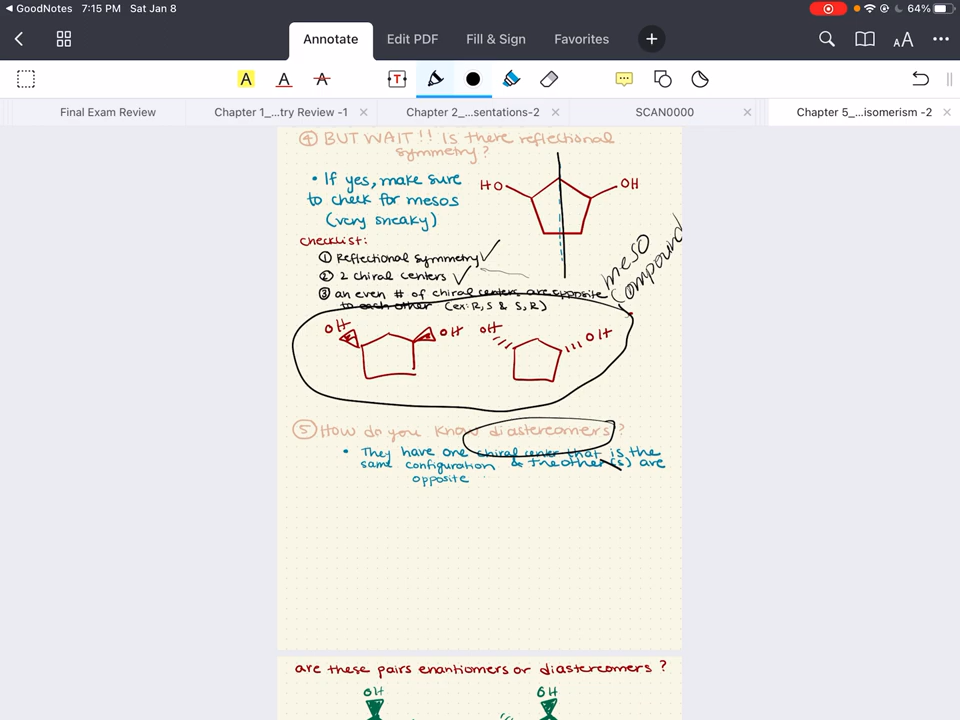 GoodNotes 7:15 PM Sat Jan 8 64%
Annotate Edit PDF Fill & Sign Favorites
AA
A A A T
Final Exam Review Chapter 1_...try Review -1 Chapter 2_...sentations-2 SCAN0000 Chapter 5_...isomerism -2
④ BUT WAIT!! Is there reflectional
symmetry?
• If yes, make sure
to check for mesos
(very sneaky)
HO OH
checklist:
① Reflectional symmetry
② 2 chiral centers
③ an even # of chiral centers are opposite
to each other (ex: R, S & S, R)
meso
compound
OH OH OH OH
⑤ How do you know diastereomers?
• They have one chiral center that is the
same configuration & the other(s) are
opposite
are these pairs enantiomers or diastereomers?
OH OH